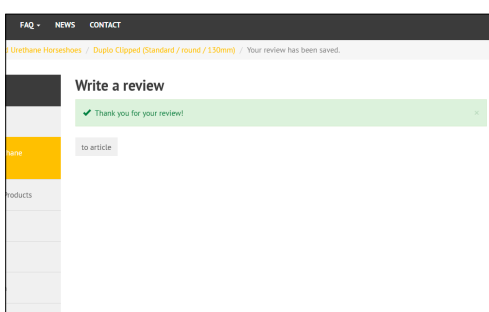 FAQ NEWS CONTACT
Urethane Horseshoes / Duplo Clipped (Standard / round / 130mm) / Your review has been saved.
Write a review
Thank you for your review!
×
to article
hane
Products